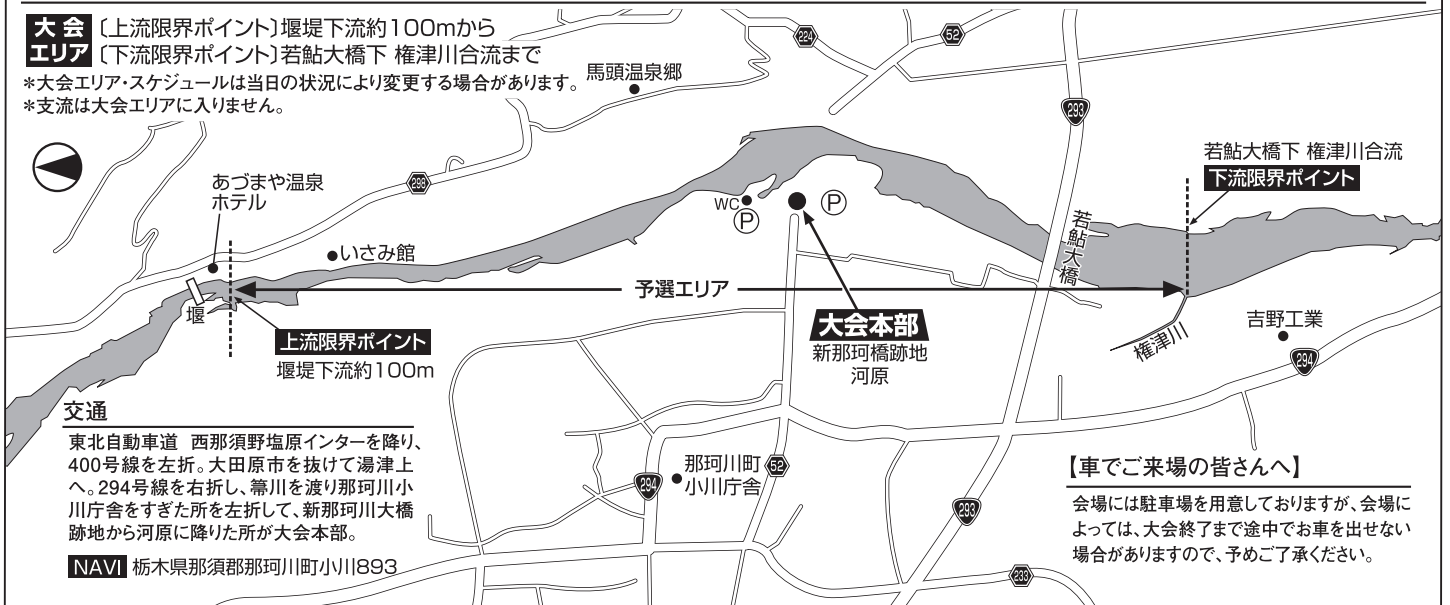 大会エリア
〔上流限界ポイント〕堰堤下流約100mから
〔下流限界ポイント〕若鮎大橋下 権津川合流まで
*大会エリア・スケジュールは当日の状況により変更する場合があります。
*支流は大会エリアに入りません。
馬頭温泉郷
224
52
293
298
あづまや温泉
ホテル
いさみ館
WC
P
P
若鮎大橋下 権津川合流
下流限界ポイント
若鮎大橋
堰
予選エリア
上流限界ポイント
堰堤下流約100m
大会本部
新那珂橋跡地
河原
権津川
吉野工業
294
交通
東北自動車道 西那須野塩原インターを降り、
400号線を左折。大田原市を抜けて湯津上
へ。294号線を右折し、箒川を渡り那珂川小
川庁舎をすぎた所を左折して、新那珂川大橋
跡地から河原に降りた所が大会本部。
NAVI 栃木県那須郡那珂川町小川893
那珂川町
小川庁舎
52
294
293
233
【車でご来場の皆さんへ】
会場には駐車場を用意しておりますが、会場に
よっては、大会終了まで途中でお車を出せない
場合がありますので、予めご了承ください。